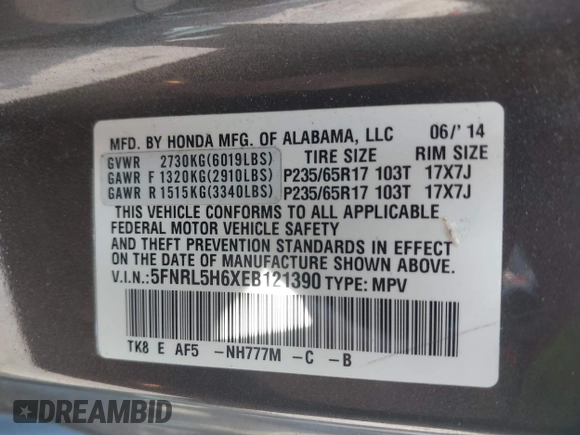 MFD. BY HONDA MFG. OF ALABAMA, LLC 06/'14
GVWR 2730KG(6019LBS) TIRE SIZE RIM SIZE
GAWR F 1320KG(2910LBS) P235/65R17 103T 17X7J
GAWR R 1515KG(3340LBS) P235/65R17 103T 17X7J
THIS VEHICLE CONFORMS TO ALL APPLICABLE
FEDERAL MOTOR VEHICLE SAFETY
AND THEFT PREVENTION STANDARDS IN EFFECT
ON THE DATE OF MANUFACTURE SHOWN ABOVE.
V.I.N.:5FNRL5H6XEB121390 TYPE: MPV
TK8 E AF5 -NH777M -C -B
DREAMBID